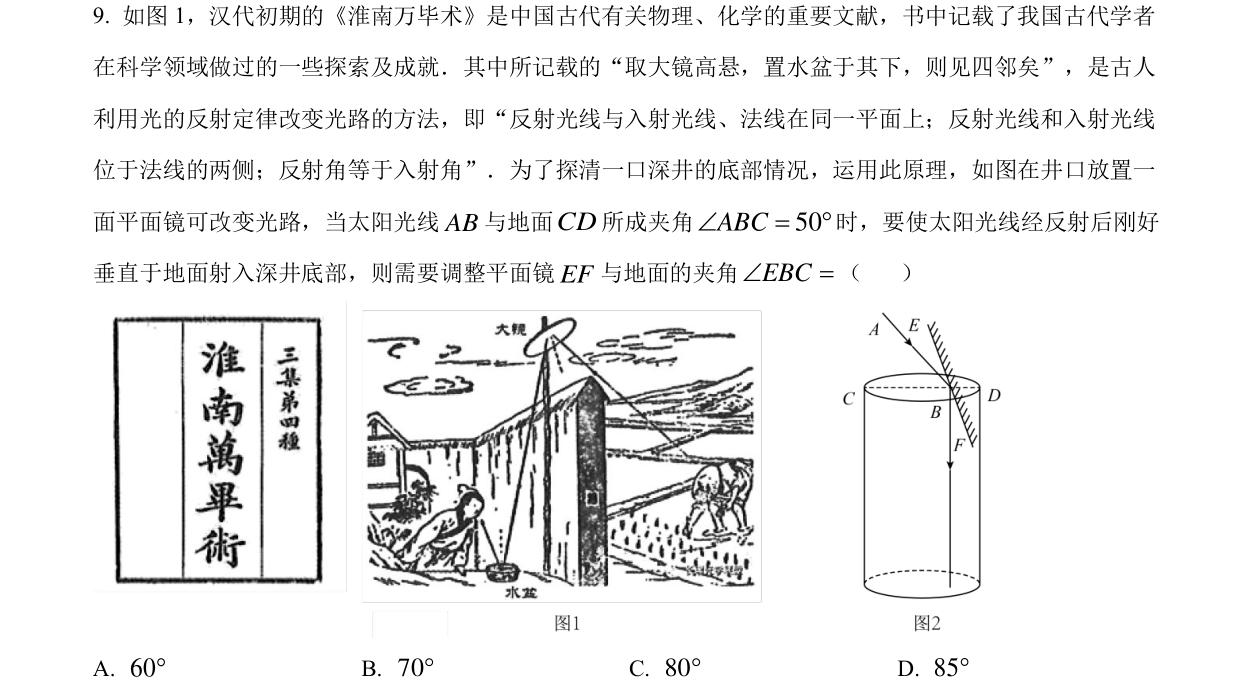 9. 如图 1，汉代初期的《淮南万毕术》是中国古代有关物理、化学的重要文献，书中记载了我国古代学者
在科学领域做过的一些探索及成就．其中所记载的“取大镜高悬，置水盆于其下，则见四邻矣”，是古人
利用光的反射定律改变光路的方法，即“反射光线与入射光线、法线在同一平面上；反射光线和入射光线
位于法线的两侧；反射角等于入射角”．为了探清一口深井的底部情况，运用此原理，如图在井口放置一
面平面镜可改变光路，当太阳光线 AB 与地面 CD 所成夹角 ∠ABC = 50° 时，要使太阳光线经反射后刚好
垂直于地面射入深井底部，则需要调整平面镜 EF 与地面的夹角 ∠EBC =（　　）
三集第四種
淮南萬畢術
大镜
水盆
图1
A
E
C
B
D
F
图2
A. 60°
B. 70°
C. 80°
D. 85°